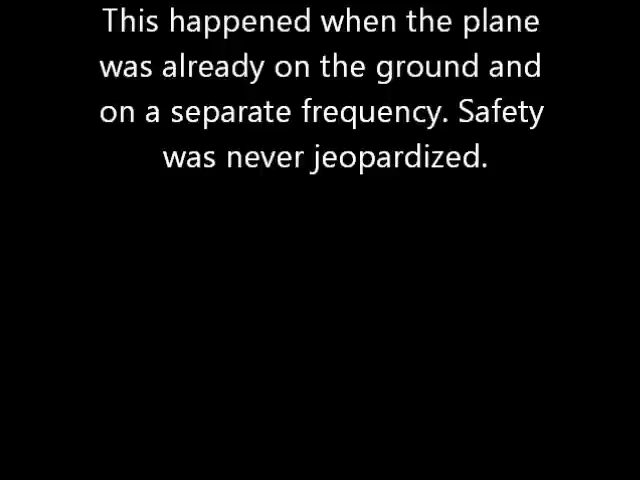 This happened when the plane
was already on the ground and
on a separate frequency. Safety
was never jeopardized.